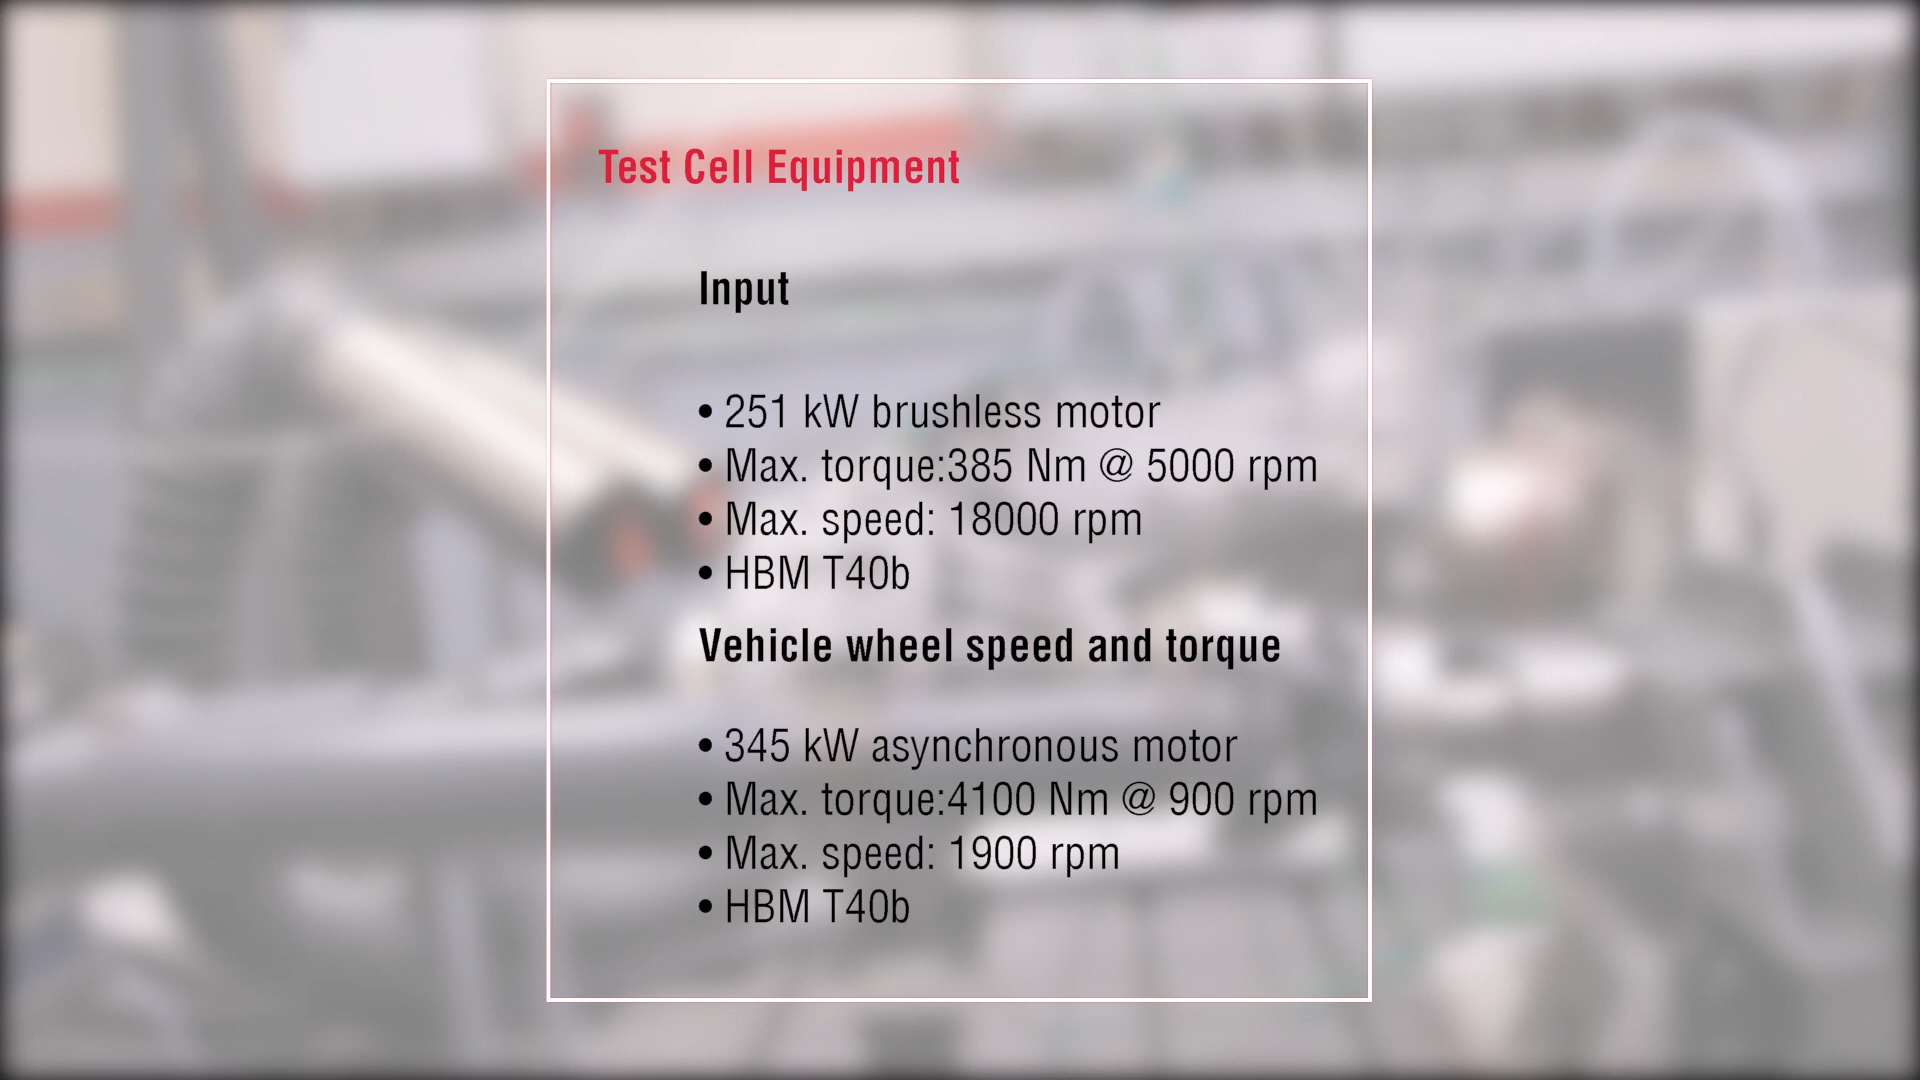 Test Cell Equipment
Input
• 251 kW brushless motor
• Max. torque:385 Nm @ 5000 rpm
• Max. speed: 18000 rpm
• HBM T40b
Vehicle wheel speed and torque
• 345 kW asynchronous motor
• Max. torque:4100 Nm @ 900 rpm
• Max. speed: 1900 rpm
• HBM T40b